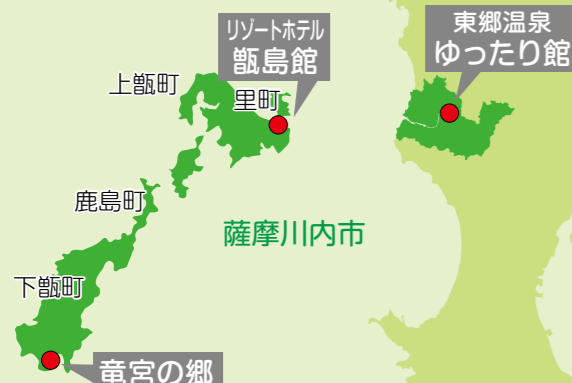 リゾートホテル
甑島館
東郷温泉
ゆったり館
上甑町
里町
鹿島町
薩摩川内市
下甑町
竜宮の郷